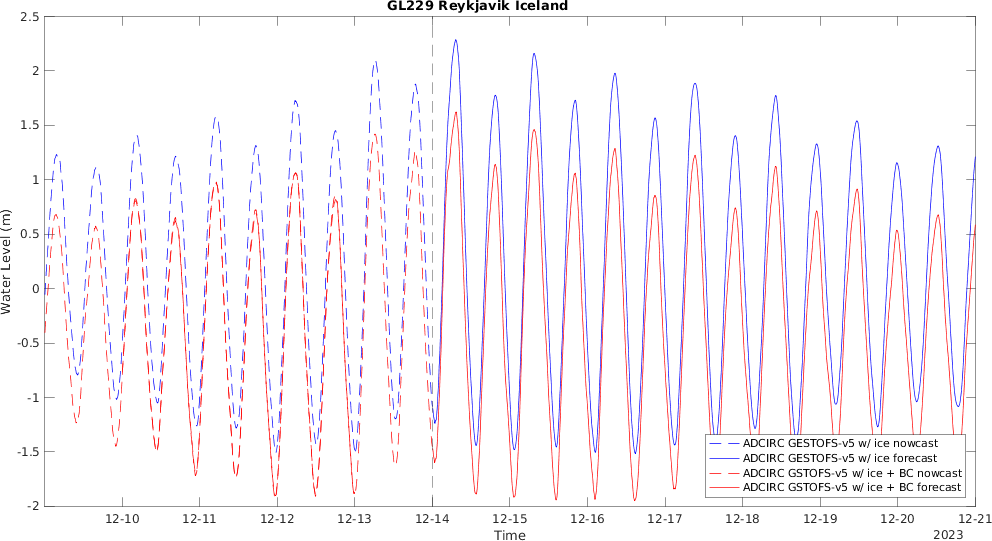 GL229 Reykjavik Iceland
2.5
2
1.5
1
0.5
0
-0.5
-1
-1.5
-2
Water Level (m)
ADCIRC GESTOFS-v5 w/ ice nowcast
ADCIRC GESTOFS-v5 w/ ice forecast
ADCIRC GSTOFS-v5 w/ ice + BC nowcast
ADCIRC GSTOFS-v5 w/ ice + BC forecast
12-10 12-11 12-12 12-13 12-14 12-15 12-16 12-17 12-18 12-19 12-20 12-21
Time
2023